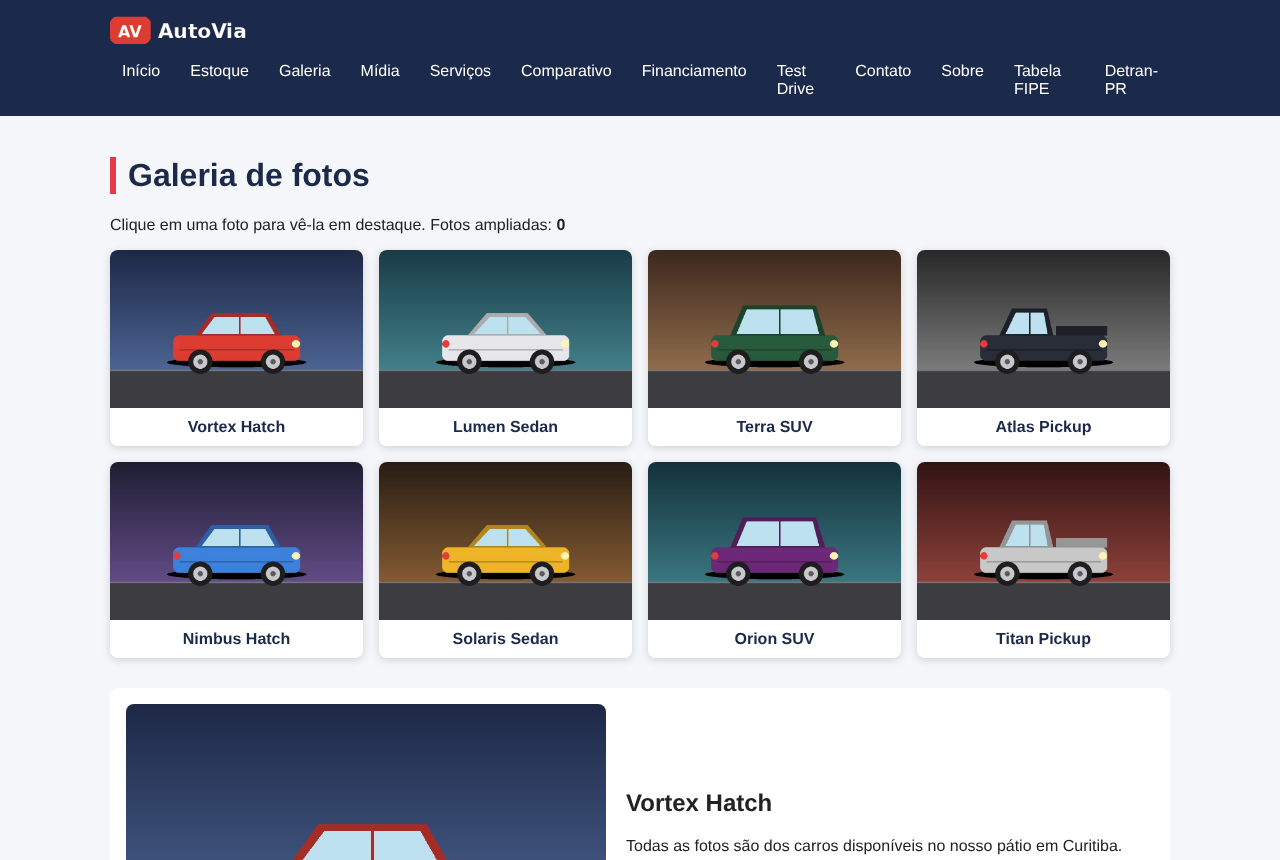 AV AutoVia
Início Estoque Galeria Mídia Serviços Comparativo Financiamento Test Drive Contato Sobre Tabela FIPE Detran-PR
Galeria de fotos
Clique em uma foto para vê-la em destaque. Fotos ampliadas: 0
Vortex Hatch
Lumen Sedan
Terra SUV
Atlas Pickup
Nimbus Hatch
Solaris Sedan
Orion SUV
Titan Pickup
Vortex Hatch
Todas as fotos são dos carros disponíveis no nosso pátio em Curitiba.